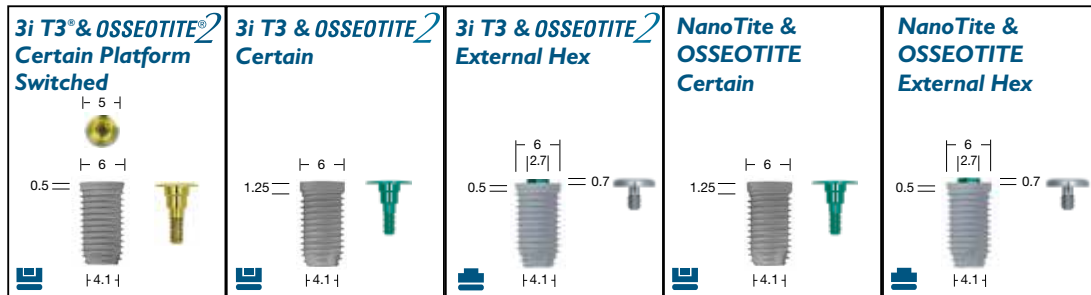 3i T3® & OSSEOTITE® 2
Certain Platform
Switched
5
6
0.5
4.1
3i T3 & OSSEOTITE 2
Certain
6
1.25
4.1
3i T3 & OSSEOTITE 2
External Hex
6
2.7
0.5
0.7
4.1
NanoTite &
OSSEOTITE
Certain
6
1.25
4.1
NanoTite &
OSSEOTITE
External Hex
6
2.7
0.5
0.7
4.1